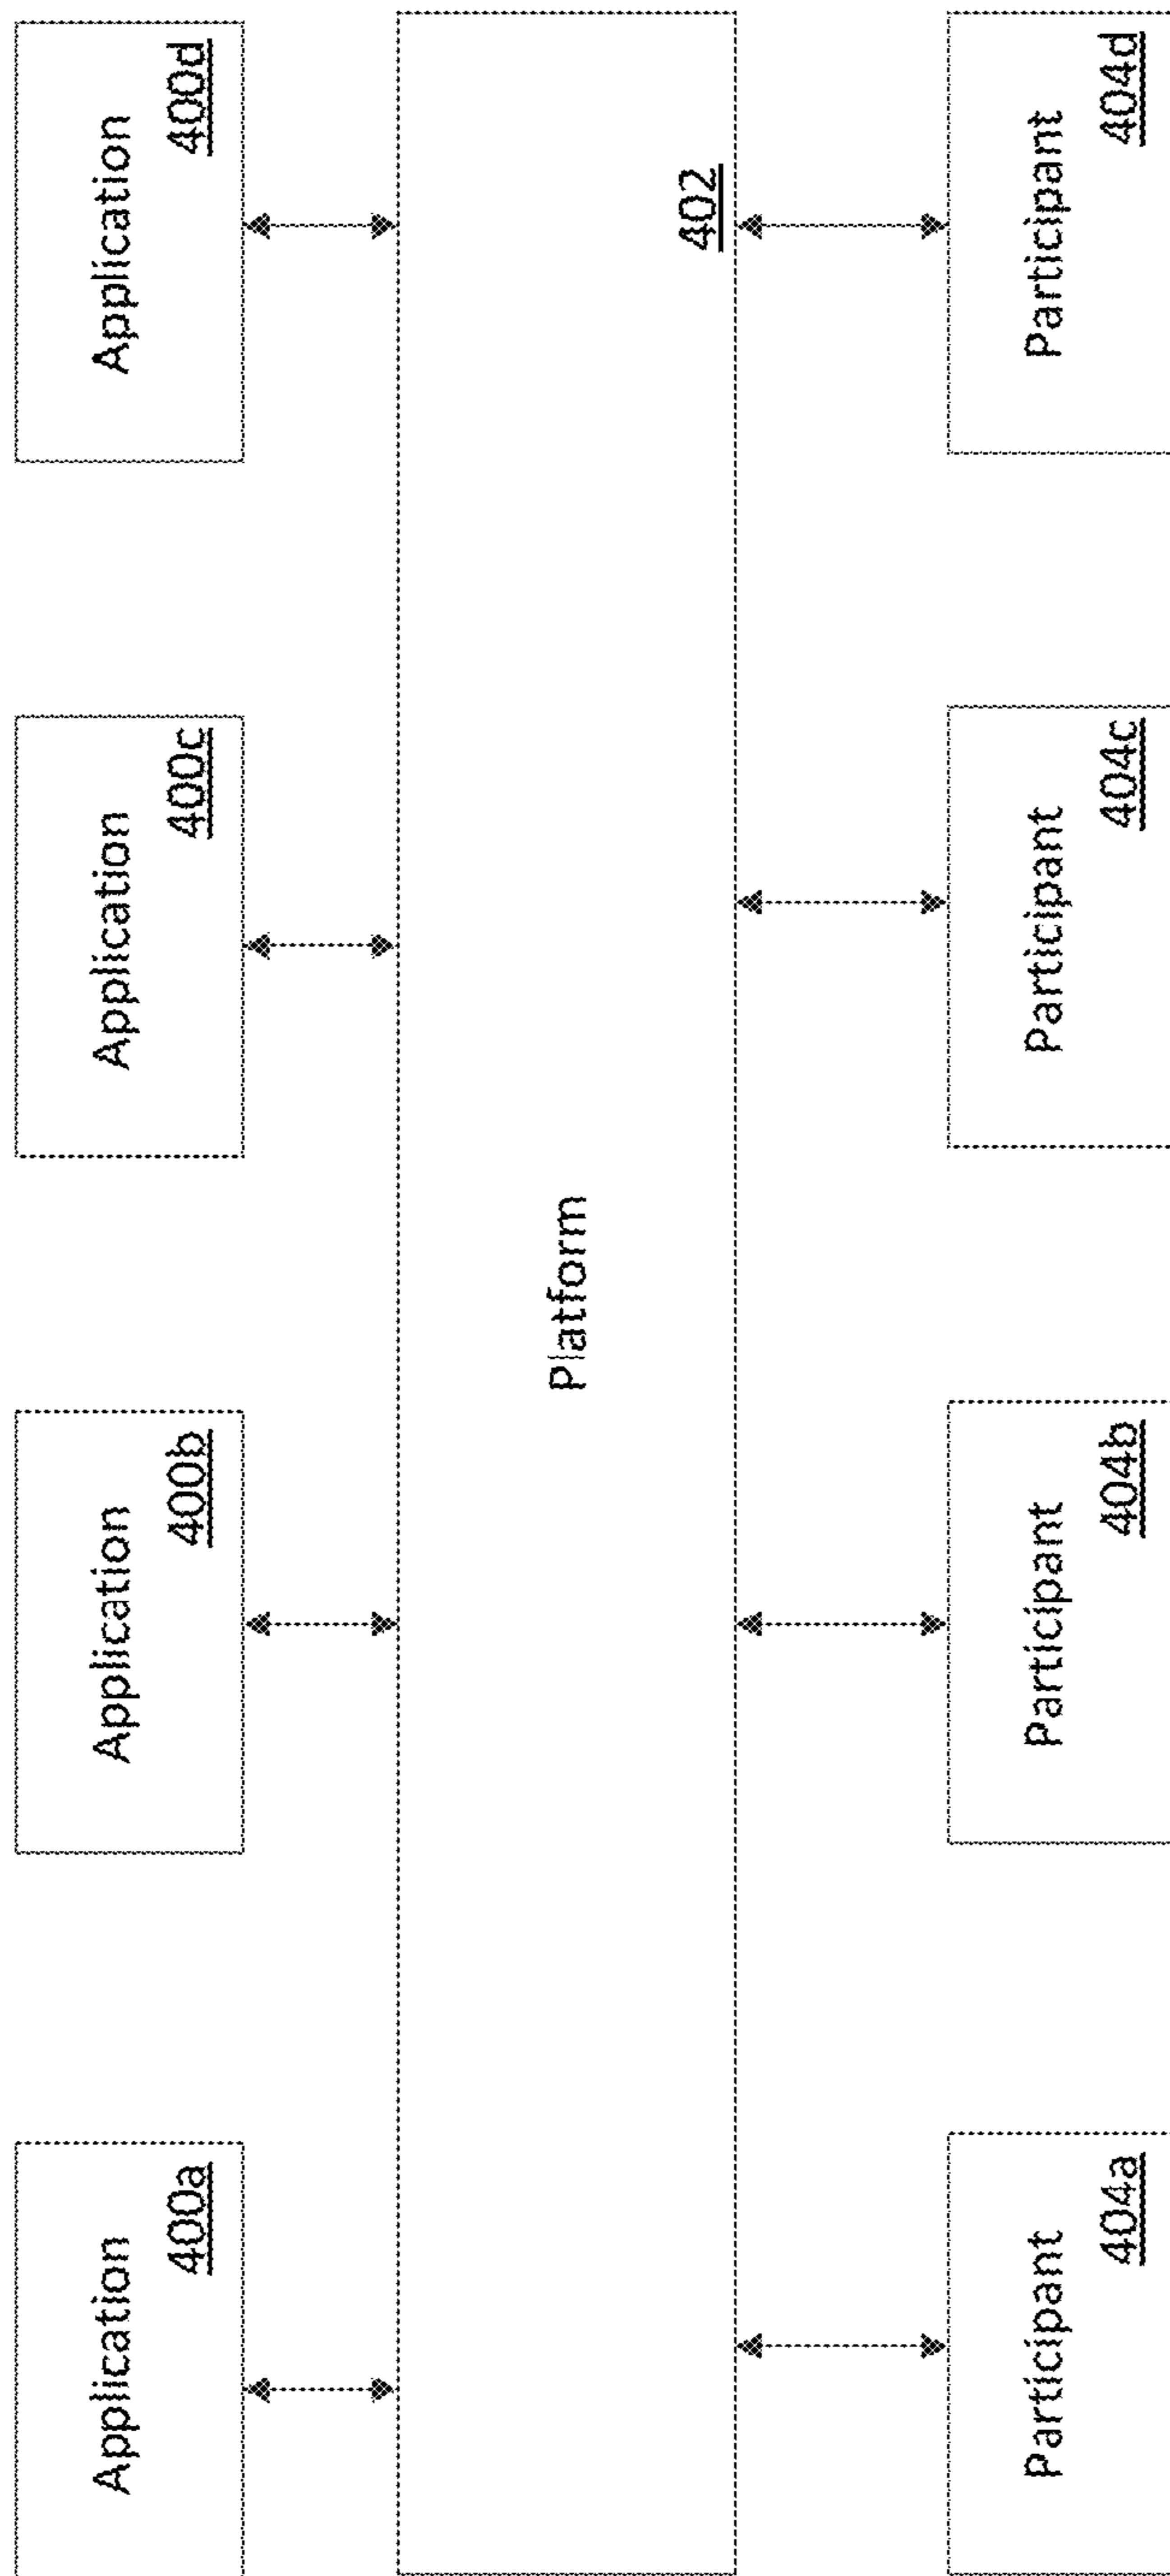 Application
400a
Application
400b
Application
400c
Application
400d
Platform
402
Participant
404a
Participant
404b
Participant
404c
Participant
404d